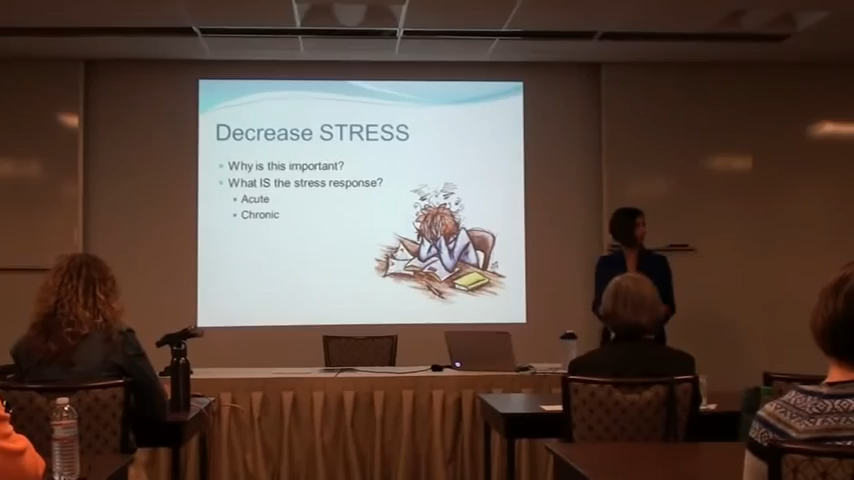 Decrease STRESS
Why is this important?
What IS the stress response?
Acute
Chronic